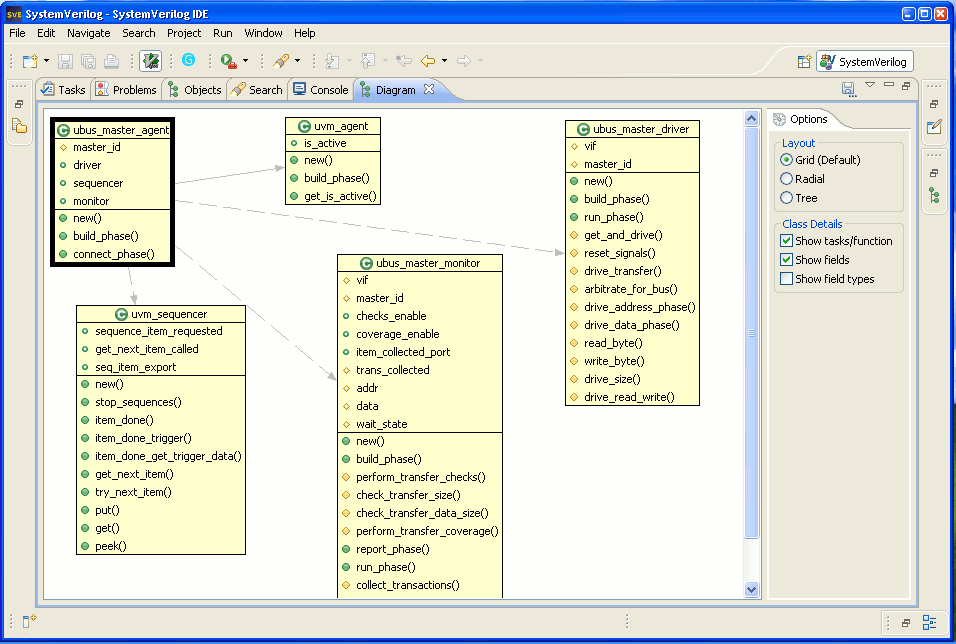 SVE SystemVerilog - SystemVerilog IDE
File Edit Navigate Search Project Run Window Help
G
SystemVerilog
Tasks Problems Objects Search Console Diagram
C ubus_master_agent
master_id
driver
sequencer
monitor
new()
build_phase()
connect_phase()
C uvm_agent
is_active
new()
build_phase()
get_is_active()
C ubus_master_driver
vif
master_id
new()
build_phase()
run_phase()
get_and_drive()
reset_signals()
drive_transfer()
arbitrate_for_bus()
drive_address_phase()
drive_data_phase()
read_byte()
write_byte()
drive_size()
drive_read_write()
C uvm_sequencer
sequence_item_requested
get_next_item_called
seq_item_export
new()
stop_sequences()
item_done()
item_done_trigger()
item_done_get_trigger_data()
get_next_item()
try_next_item()
put()
get()
peek()
C ubus_master_monitor
vif
master_id
checks_enable
coverage_enable
item_collected_port
trans_collected
addr
data
wait_state
new()
build_phase()
perform_transfer_checks()
check_transfer_size()
check_transfer_data_size()
perform_transfer_coverage()
report_phase()
run_phase()
collect_transactions()
Options
Layout
Grid (Default)
Radial
Tree
Class Details
Show tasks/function
Show fields
Show field types